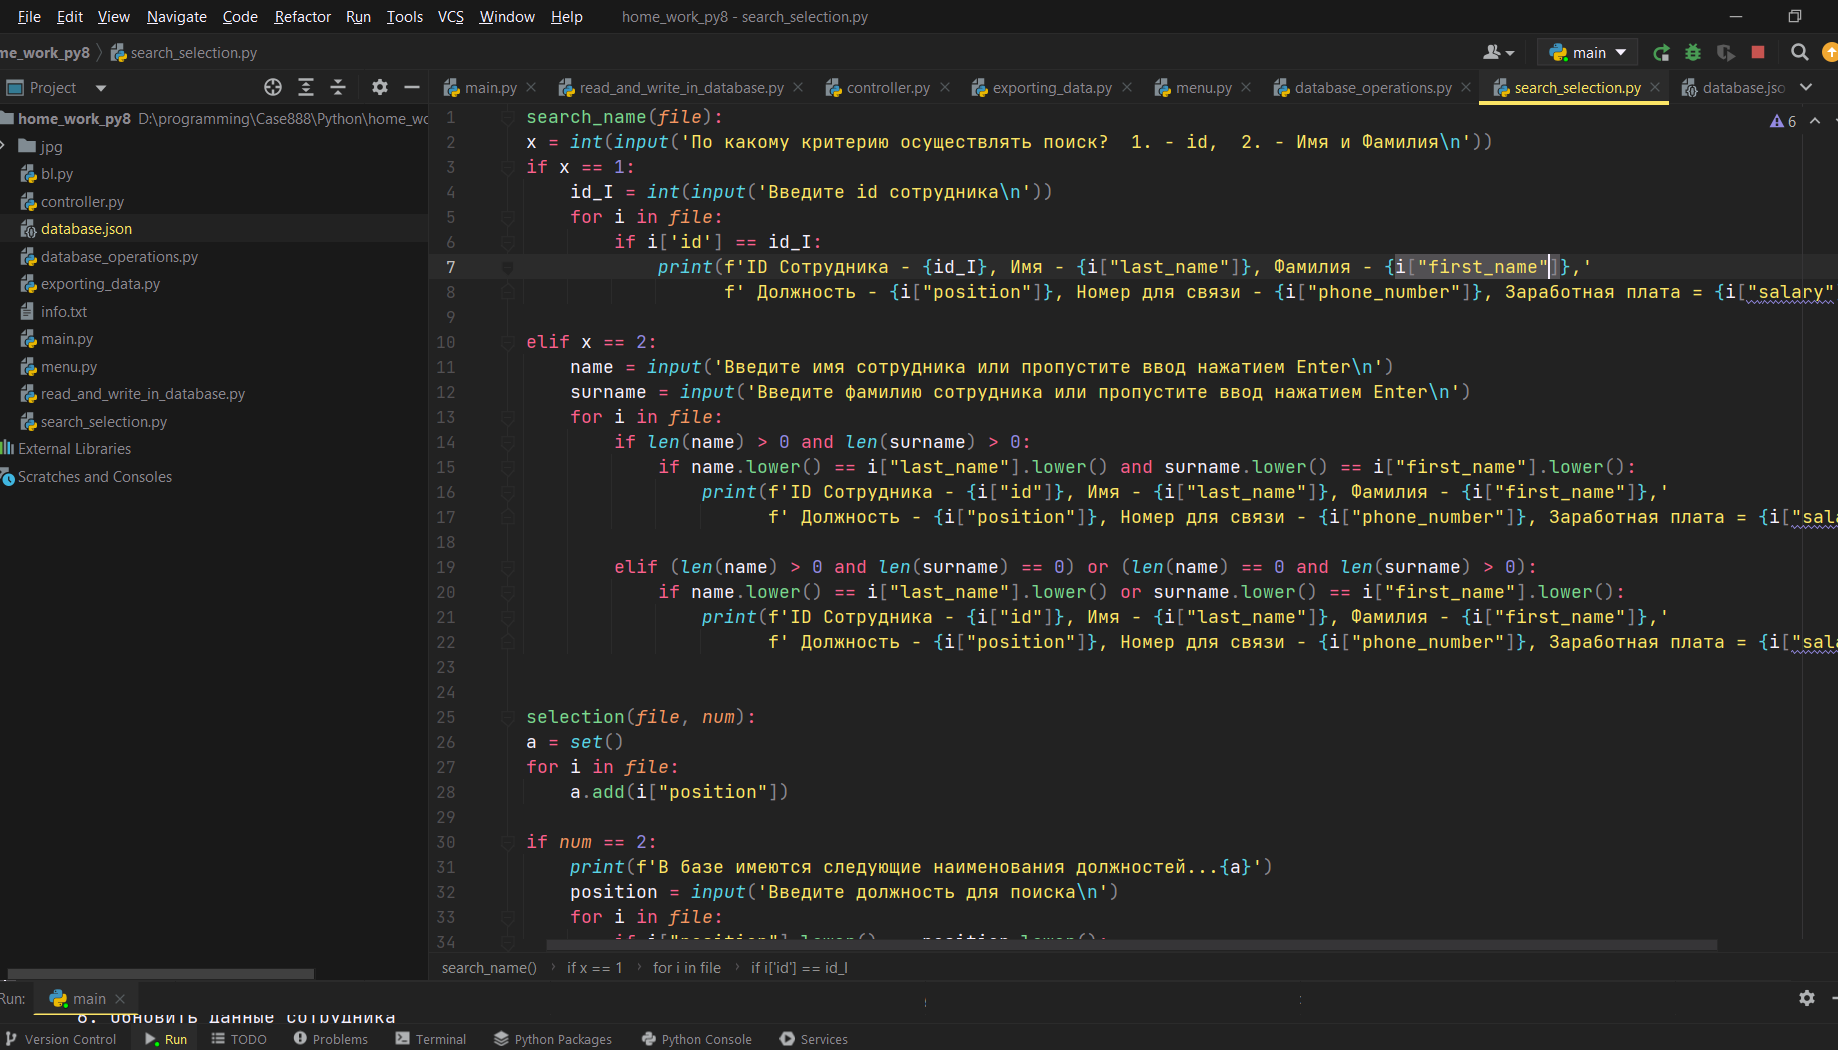 File Edit View Navigate Code Refactor Run Tools VCS Window Help home_work_py8 - search_selection.py
me_work_py8 search_selection.py main
Project
main.py read_and_write_in_database.py controller.py exporting_data.py menu.py database_operations.py search_selection.py database.jso
home_work_py8 D:\programming\Case888\Python\home_wo
jpg
bl.py
controller.py
database.json
database_operations.py
exporting_data.py
info.txt
main.py
menu.py
read_and_write_in_database.py
search_selection.py
External Libraries
Scratches and Consoles
6
1 search_name(file):
2 x = int(input('По какому критерию осуществлять поиск?  1. - id,  2. - Имя и Фамилия\n'))
3 if x == 1:
4 id_I = int(input('Введите id сотрудника\n'))
5 for i in file:
6 if i['id'] == id_I:
7 print(f'ID Сотрудника - {id_I}, Имя - {i["last_name"]}, Фамилия - {i["first_name"]},'
8 f' Должность - {i["position"]}, Номер для связи - {i["phone_number"]}, Заработная плата = {i["salary"
9
10 elif x == 2:
11 name = input('Введите имя сотрудника или пропустите ввод нажатием Enter\n')
12 surname = input('Введите фамилию сотрудника или пропустите ввод нажатием Enter\n')
13 for i in file:
14 if len(name) > 0 and len(surname) > 0:
15 if name.lower() == i["last_name"].lower() and surname.lower() == i["first_name"].lower():
16 print(f'ID Сотрудника - {i["id"]}, Имя - {i["last_name"]}, Фамилия - {i["first_name"]},'
17 f' Должность - {i["position"]}, Номер для связи - {i["phone_number"]}, Заработная плата = {i["sala
18
19 elif (len(name) > 0 and len(surname) == 0) or (len(name) == 0 and len(surname) > 0):
20 if name.lower() == i["last_name"].lower() or surname.lower() == i["first_name"].lower():
21 print(f'ID Сотрудника - {i["id"]}, Имя - {i["last_name"]}, Фамилия - {i["first_name"]},'
22 f' Должность - {i["position"]}, Номер для связи - {i["phone_number"]}, Заработная плата = {i["sala
23
24
25 selection(file, num):
26 a = set()
27 for i in file:
28 a.add(i["position"])
29
30 if num == 2:
31 print(f'В базе имеются следующие наименования должностей...{a}')
32 position = input('Введите должность для поиска\n')
33 for i in file:
34 if i["position"].lower() == position.lower():
search_name() if x == 1 for i in file if i['id'] == id_I
Run: main
6. Обновить данные сотрудника
Version Control Run TODO Problems Terminal Python Packages Python Console Services